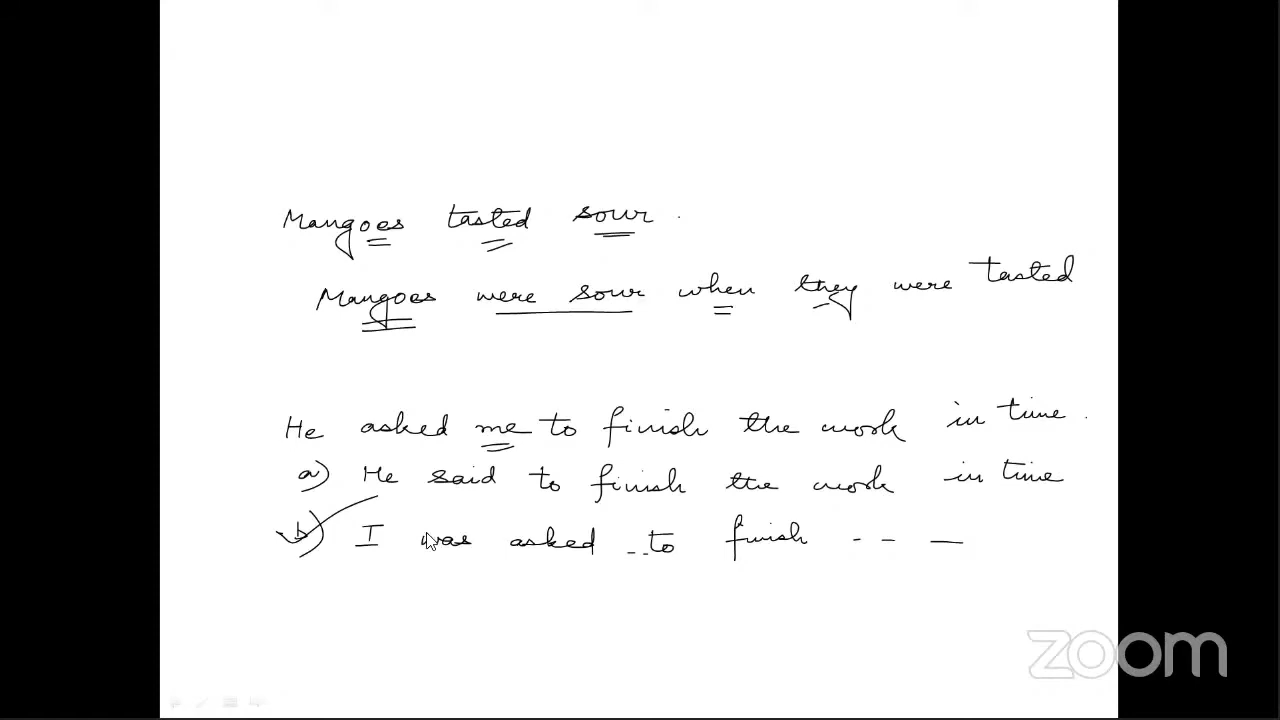 Mangoes tasted sour.
Mangoes were sour when they were tasted
He asked me to finish the work in time.
a) He said to finish the work in time
b) I was asked -- to finish -- —
zoom